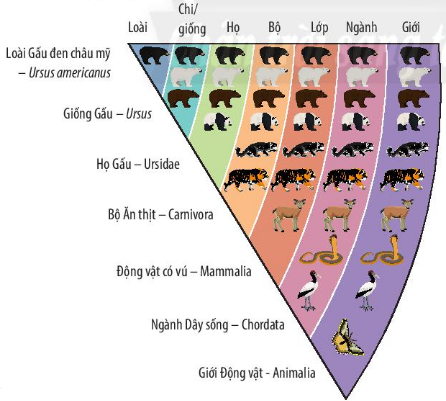 Chi/
Loài giống Họ Bộ Lớp Ngành Giới
Loài Gấu đen châu mỹ
– Ursus americanus
Giống Gấu – Ursus
Họ Gấu – Ursidae
Bộ Ăn thịt – Carnivora
Động vật có vú – Mammalia
Ngành Dây sống – Chordata
Giới Động vật - Animalia